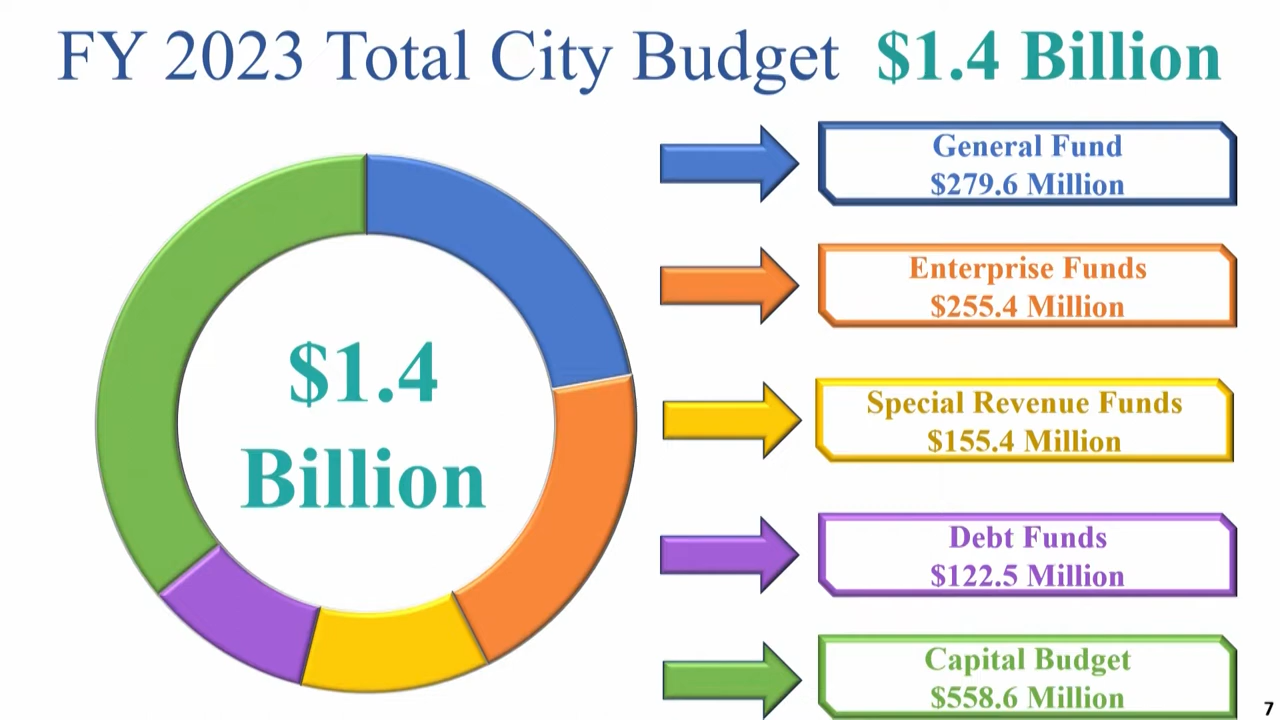 FY 2023 Total City Budget $1.4 Billion
$1.4
Billion
General Fund
$279.6 Million
Enterprise Funds
$255.4 Million
Special Revenue Funds
$155.4 Million
Debt Funds
$122.5 Million
Capital Budget
$558.6 Million
7